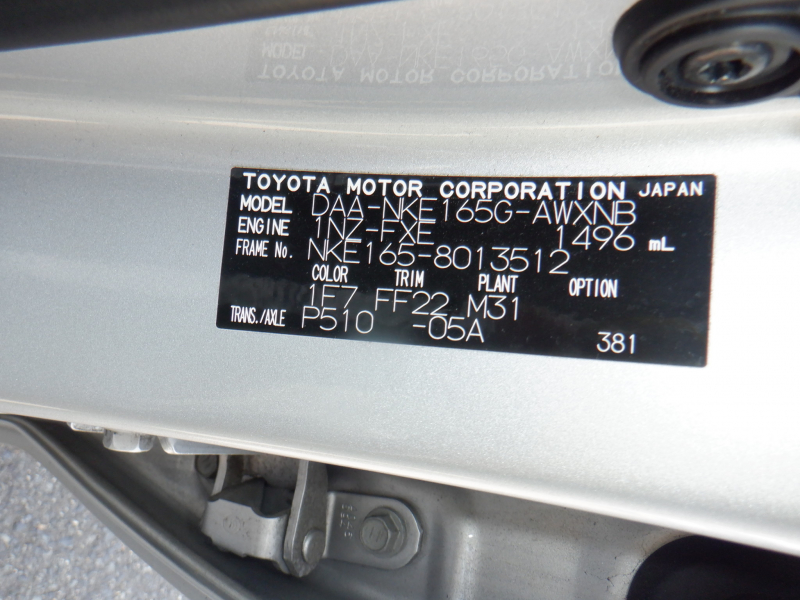 TOYOTA MOTOR CORPORATION JAPAN
MODEL DAA-NKE165G-AWXNB
ENGINE 1NZ-FXE 1496 mL
FRAME No. NKE165-8013512
COLOR TRIM PLANT OPTION
1F7 FF22 M31
TRANS./AXLE P510 -05A
381